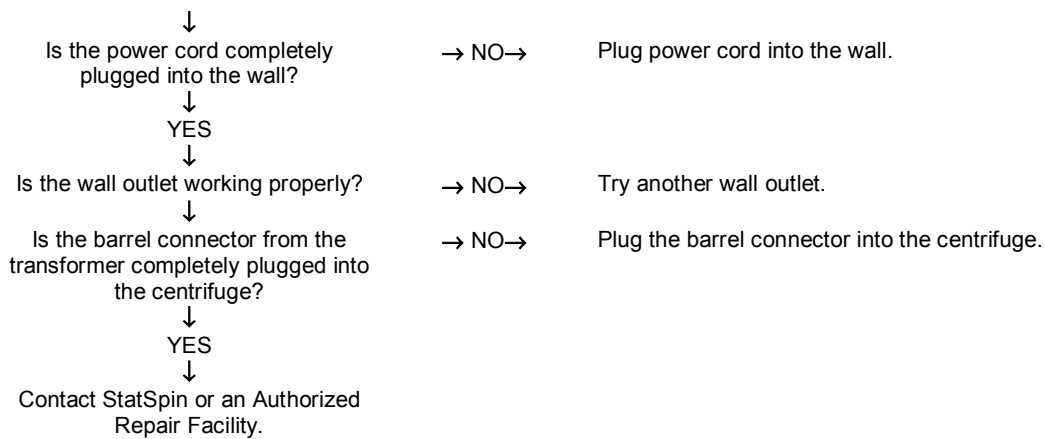 ↓
Is the power cord completely → NO→ Plug power cord into the wall.
plugged into the wall?
↓
YES
↓
Is the wall outlet working properly? → NO→ Try another wall outlet.
↓
Is the barrel connector from the → NO→ Plug the barrel connector into the centrifuge.
transformer completely plugged into
the centrifuge?
↓
YES
↓
Contact StatSpin or an Authorized
Repair Facility.